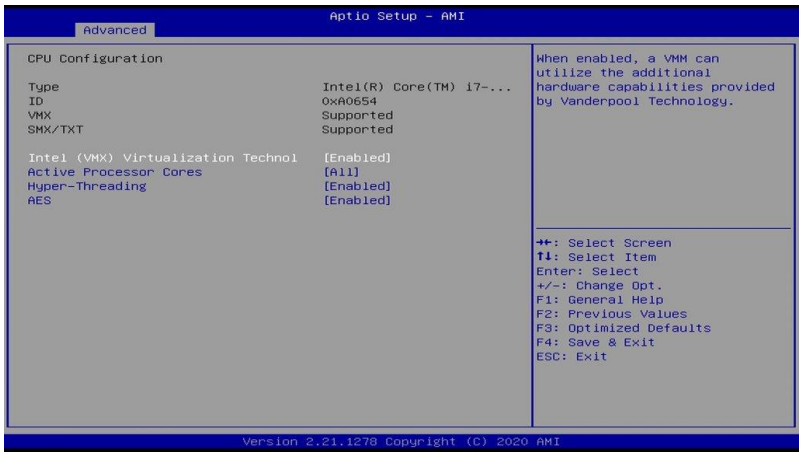 Aptio Setup – AMI
Advanced
CPU Configuration
Type Intel(R) Core(TM) i7-...
ID 0xA0654
VMX Supported
SMX/TXT Supported
Intel (VMX) Virtualization Technol [Enabled]
Active Processor Cores [All]
Hyper-Threading [Enabled]
AES [Enabled]
When enabled, a VMM can
utilize the additional
hardware capabilities provided
by Vanderpool Technology.
→←: Select Screen
↑↓: Select Item
Enter: Select
+/-: Change Opt.
F1: General Help
F2: Previous Values
F3: Optimized Defaults
F4: Save & Exit
ESC: Exit
Version 2.21.1278 Copyright (C) 2020 AMI